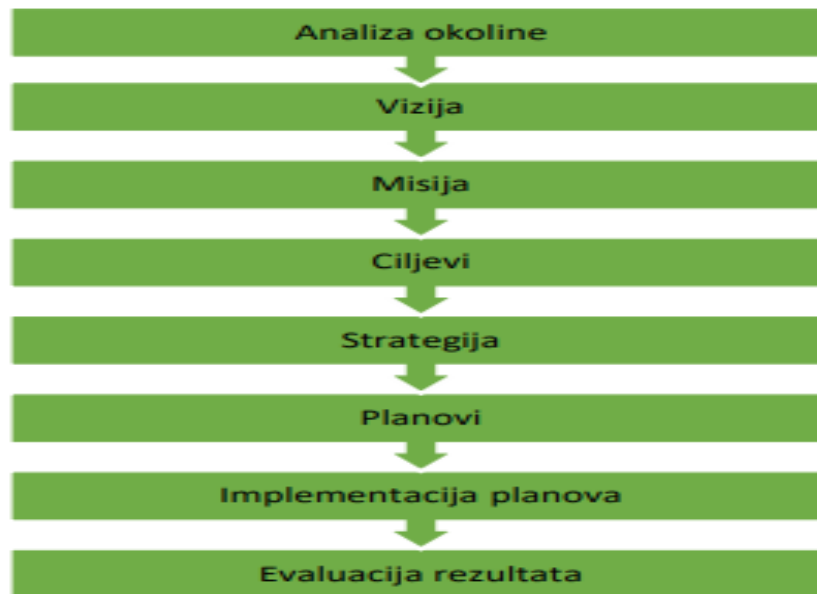 Analiza okoline
Vizija
Misija
Ciljevi
Strategija
Planovi
Implementacija planova
Evaluacija rezultata